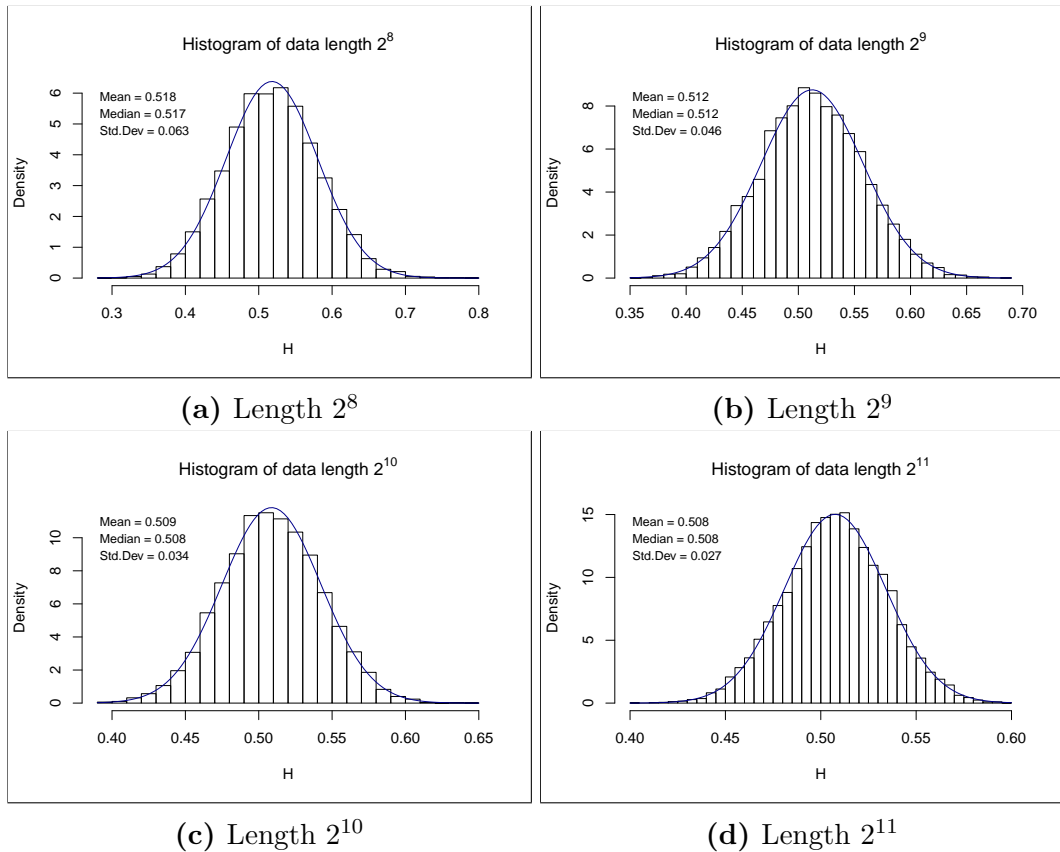 Histogram of data length 2^8
Mean = 0.518
Median = 0.517
Std.Dev = 0.063
Density
0 1 2 3 4 5 6
0.3 0.4 0.5 0.6 0.7 0.8
H
(a) Length 2^8
Histogram of data length 2^9
Mean = 0.512
Median = 0.512
Std.Dev = 0.046
Density
0 2 4 6 8
0.35 0.40 0.45 0.50 0.55 0.60 0.65 0.70
H
(b) Length 2^9
Histogram of data length 2^10
Mean = 0.509
Median = 0.508
Std.Dev = 0.034
Density
0 2 4 6 8 10
0.40 0.45 0.50 0.55 0.60 0.65
H
(c) Length 2^10
Histogram of data length 2^11
Mean = 0.508
Median = 0.508
Std.Dev = 0.027
Density
0 5 10 15
0.40 0.45 0.50 0.55 0.60
H
(d) Length 2^11